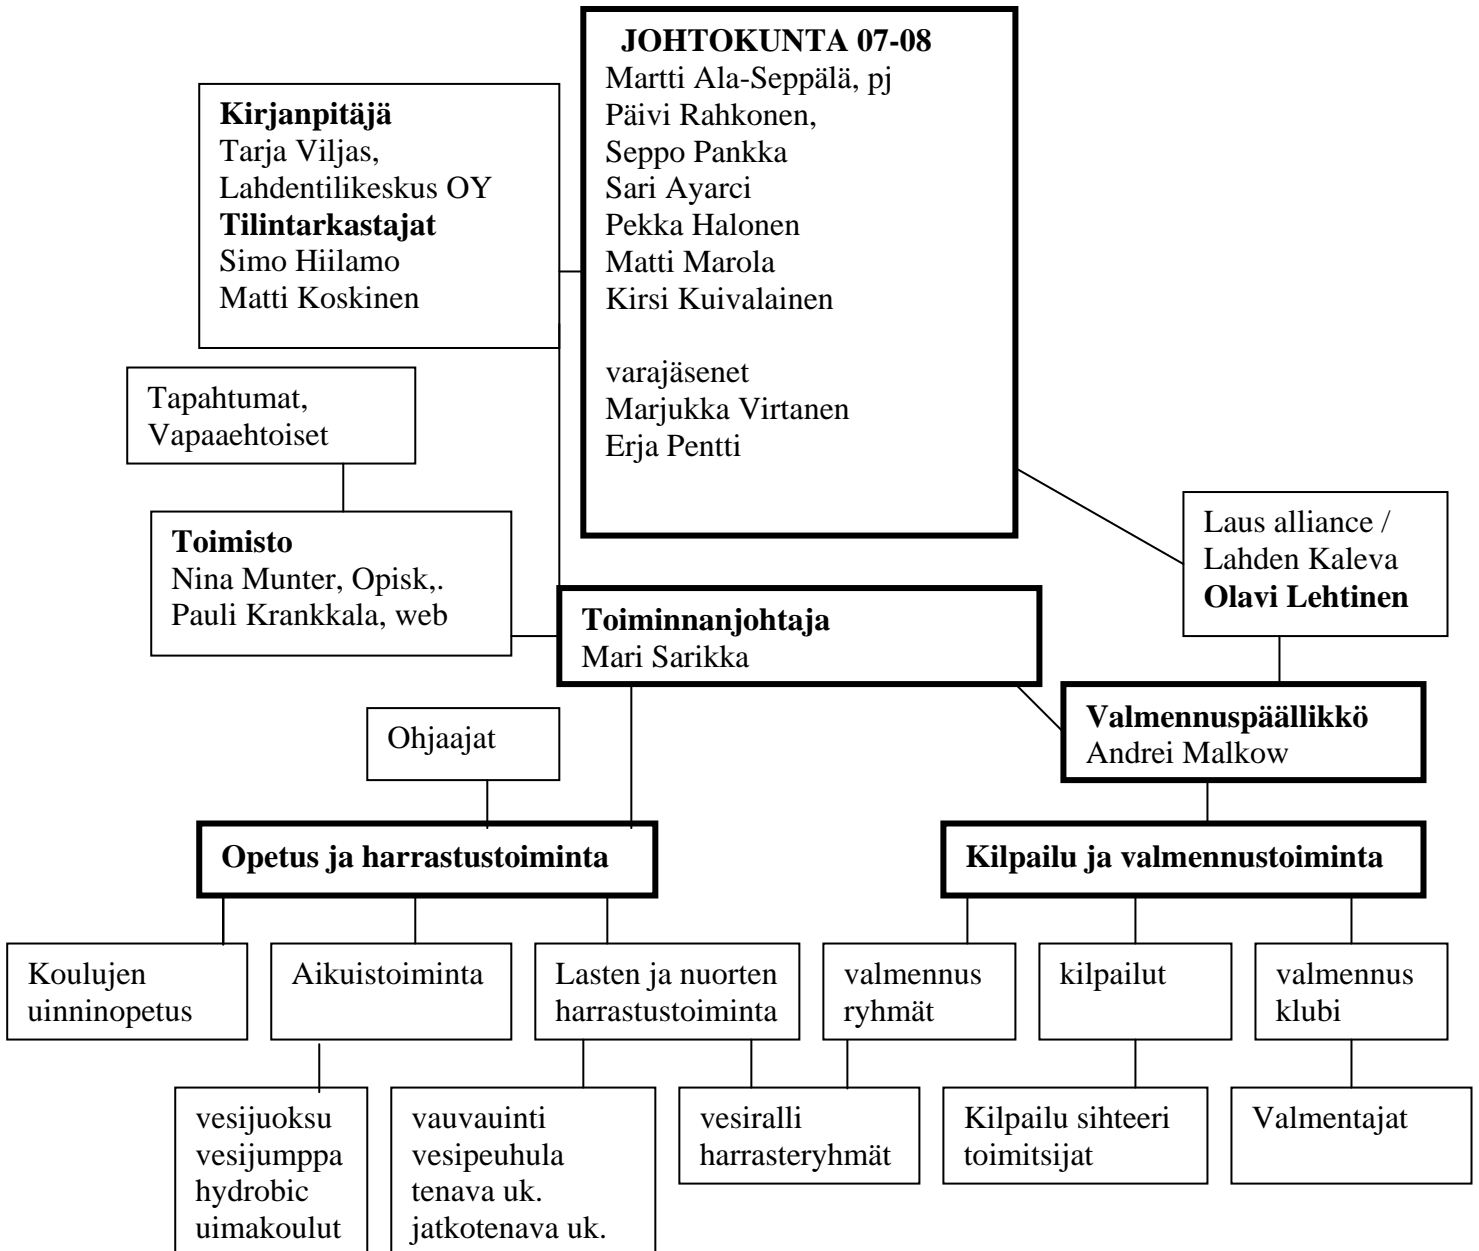 JOHTOKUNTA 07-08
Martti Ala-Seppälä, pj
Päivi Rahkonen,
Seppo Pankka
Sari Ayarci
Pekka Halonen
Matti Marola
Kirsi Kuivalainen
varajäsenet
Marjukka Virtanen
Erja Pentti
Kirjanpitäjä
Tarja Viljas,
Lahdentilikeskus OY
Tilintarkastajat
Simo Hiilamo
Matti Koskinen
Tapahtumat,
Vapaaehtoiset
Toimisto
Nina Munter, Opisk,.
Pauli Krankkala, web
Laus alliance /
Lahden Kaleva
Olavi Lehtinen
Toiminnanjohtaja
Mari Sarikka
Valmennuspäällikkö
Andrei Malkow
Ohjaajat
Opetus ja harrastustoiminta
Kilpailu ja valmennustoiminta
Koulujen
uinninopetus
Aikuistoiminta
Lasten ja nuorten
harrastustoiminta
valmennus
ryhmät
kilpailut
valmennus
klubi
vesijuoksu
vesijumppa
hydrobic
uimakoulut
vauvauinti
vesipeuhula
tenava uk.
jatkotenava uk.
vesiralli
harrasteryhmät
Kilpailu sihteeri
toimitsijat
Valmentajat